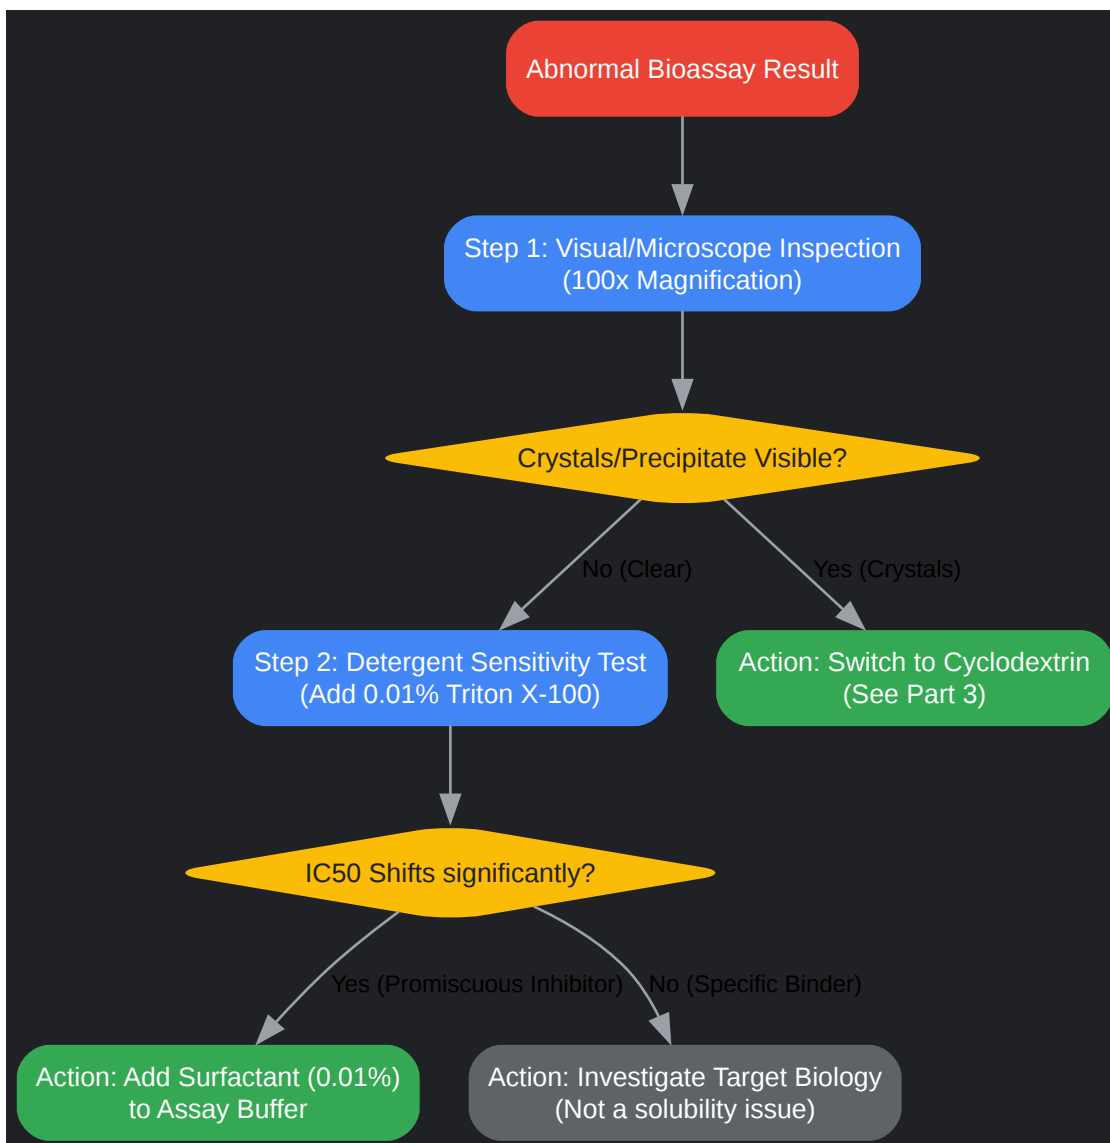 Abnormal Bioassay Result
Step 1: Visual/Microscope Inspection
(100x Magnification)
Crystals/Precipitate Visible?
No (Clear)
Yes (Crystals)
Step 2: Detergent Sensitivity Test
(Add 0.01% Triton X-100)
Action: Switch to Cyclodextrin
(See Part 3)
IC50 Shifts significantly?
Yes (Promiscuous Inhibitor)
No (Specific Binder)
Action: Add Surfactant (0.01%)
to Assay Buffer
Action: Investigate Target Biology
(Not a solubility issue)